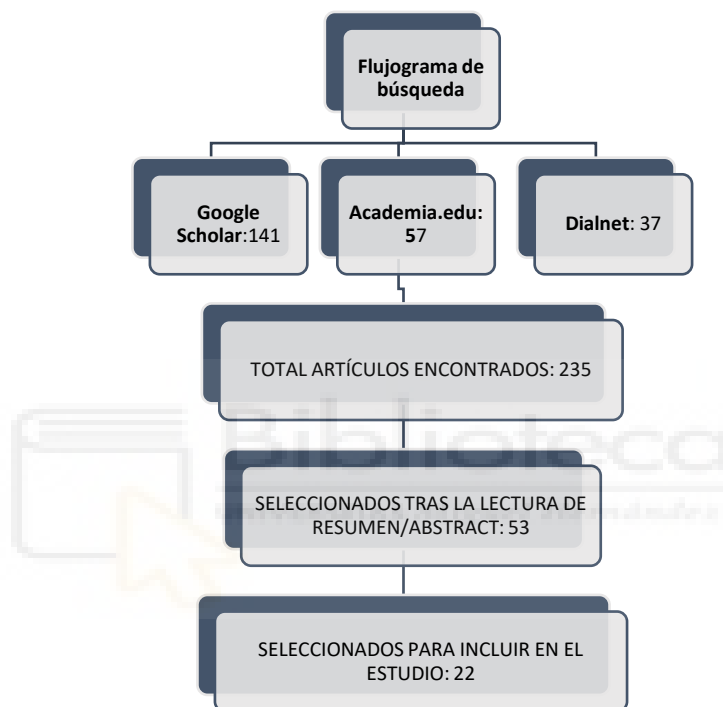 Flujograma de
búsqueda
Google
Scholar:141
Academia.edu:
57
Dialnet: 37
TOTAL ARTÍCULOS ENCONTRADOS: 235
Biblioteca
SELECCIONADOS TRAS LA LECTURA DE
RESUMEN/ABSTRACT: 53
SELECCIONADOS PARA INCLUIR EN EL
ESTUDIO: 22